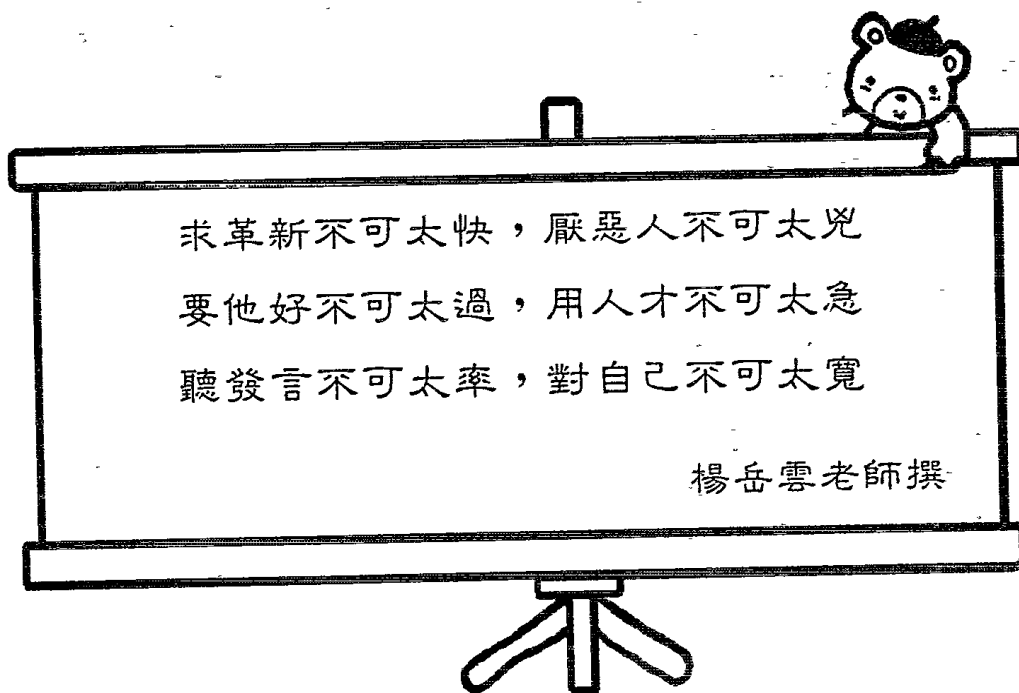 求革新不可太快，厭惡人不可太兇
要他好不可太過，用人才不可太急
聽發言不可太率，對自己不可太寬
楊岳雲老師撰